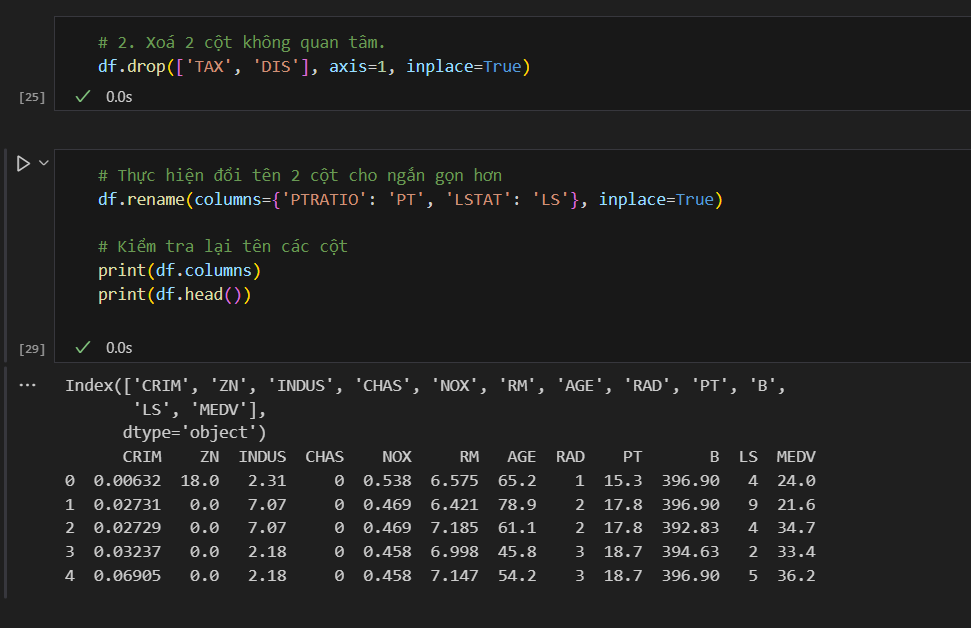 # 2. Xoá 2 cột không quan tâm.
df.drop(['TAX', 'DIS'], axis=1, inplace=True)
[25] 0.0s
# Thực hiện đổi tên 2 cột cho ngắn gọn hơn
df.rename(columns={'PTRATIO': 'PT', 'LSTAT': 'LS'}, inplace=True)
# Kiểm tra lại tên các cột
print(df.columns)
print(df.head())
[29] 0.0s
... Index(['CRIM', 'ZN', 'INDUS', 'CHAS', 'NOX', 'RM', 'AGE', 'RAD', 'PT', 'B',
'LS', 'MEDV'],
dtype='object')
CRIM ZN INDUS CHAS NOX RM AGE RAD PT B LS MEDV
0 0.00632 18.0 2.31 0 0.538 6.575 65.2 1 15.3 396.90 4 24.0
1 0.02731 0.0 7.07 0 0.469 6.421 78.9 2 17.8 396.90 9 21.6
2 0.02729 0.0 7.07 0 0.469 7.185 61.1 2 17.8 392.83 4 34.7
3 0.03237 0.0 2.18 0 0.458 6.998 45.8 3 18.7 394.63 2 33.4
4 0.06905 0.0 2.18 0 0.458 7.147 54.2 3 18.7 396.90 5 36.2